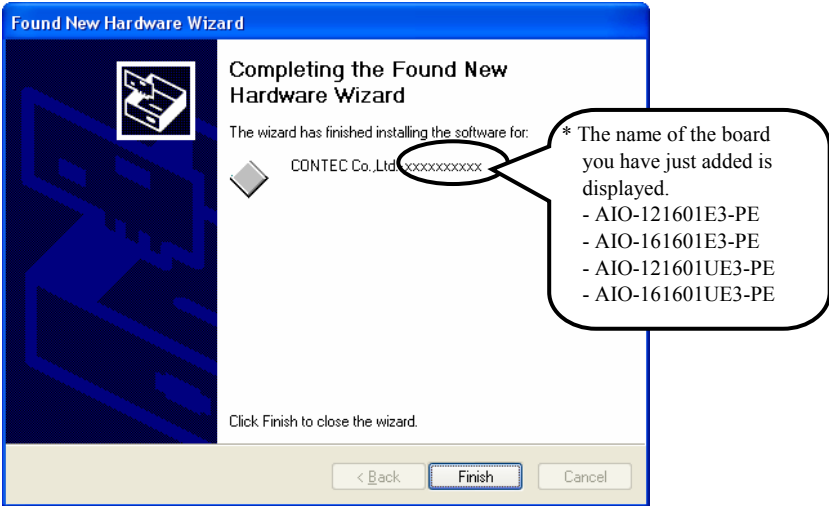 Found New Hardware Wizard
Completing the Found New
Hardware Wizard
The wizard has finished installing the software for:
CONTEC Co.,Ltd. xxxxxxxxxx
* The name of the board
you have just added is
displayed.
- AIO-121601E3-PE
- AIO-161601E3-PE
- AIO-121601UE3-PE
- AIO-161601UE3-PE
Click Finish to close the wizard.
< Back
Finish
Cancel